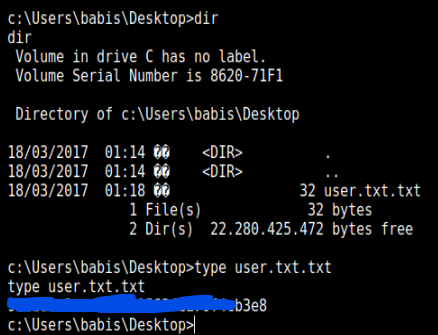 c:\Users\babis\Desktop>dir
dir
 Volume in drive C has no label.
 Volume Serial Number is 8620-71F1

 Directory of c:\Users\babis\Desktop

18/03/2017  01:14 ��    <DIR>          .
18/03/2017  01:14 ��    <DIR>          ..
18/03/2017  01:18 ��                32 user.txt.txt
               1 File(s)             32 bytes
               2 Dir(s)  22.280.425.472 bytes free

c:\Users\babis\Desktop>type user.txt.txt
type user.txt.txt
b3e8
c:\Users\babis\Desktop>